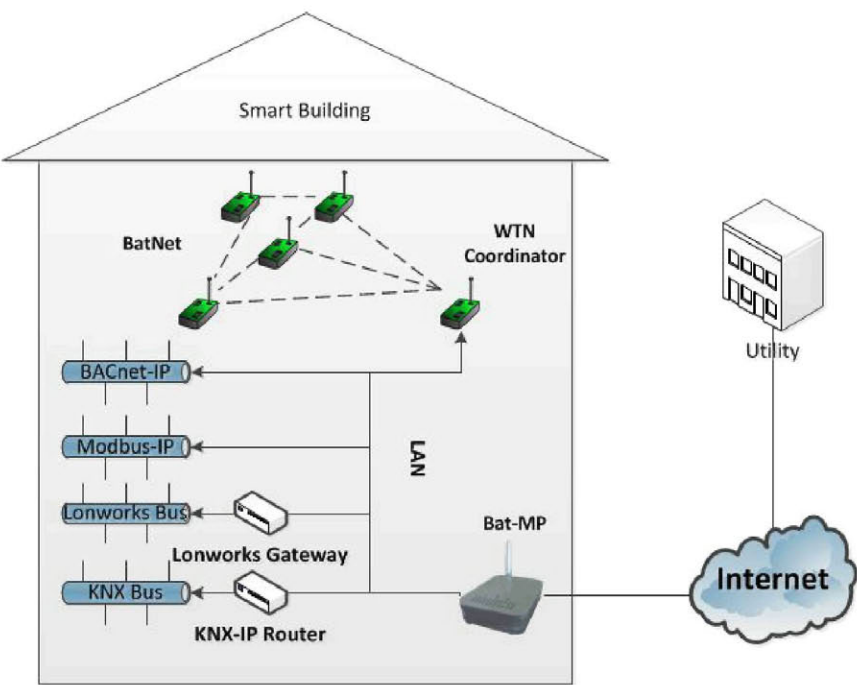 Smart Building
BatNet
WTN
Coordinator
BACnet-IP
Utility
Modbus-IP
LAN
Lonworks Bus
Bat-MP
Lonworks Gateway
Internet
KNX Bus
KNX-IP Router